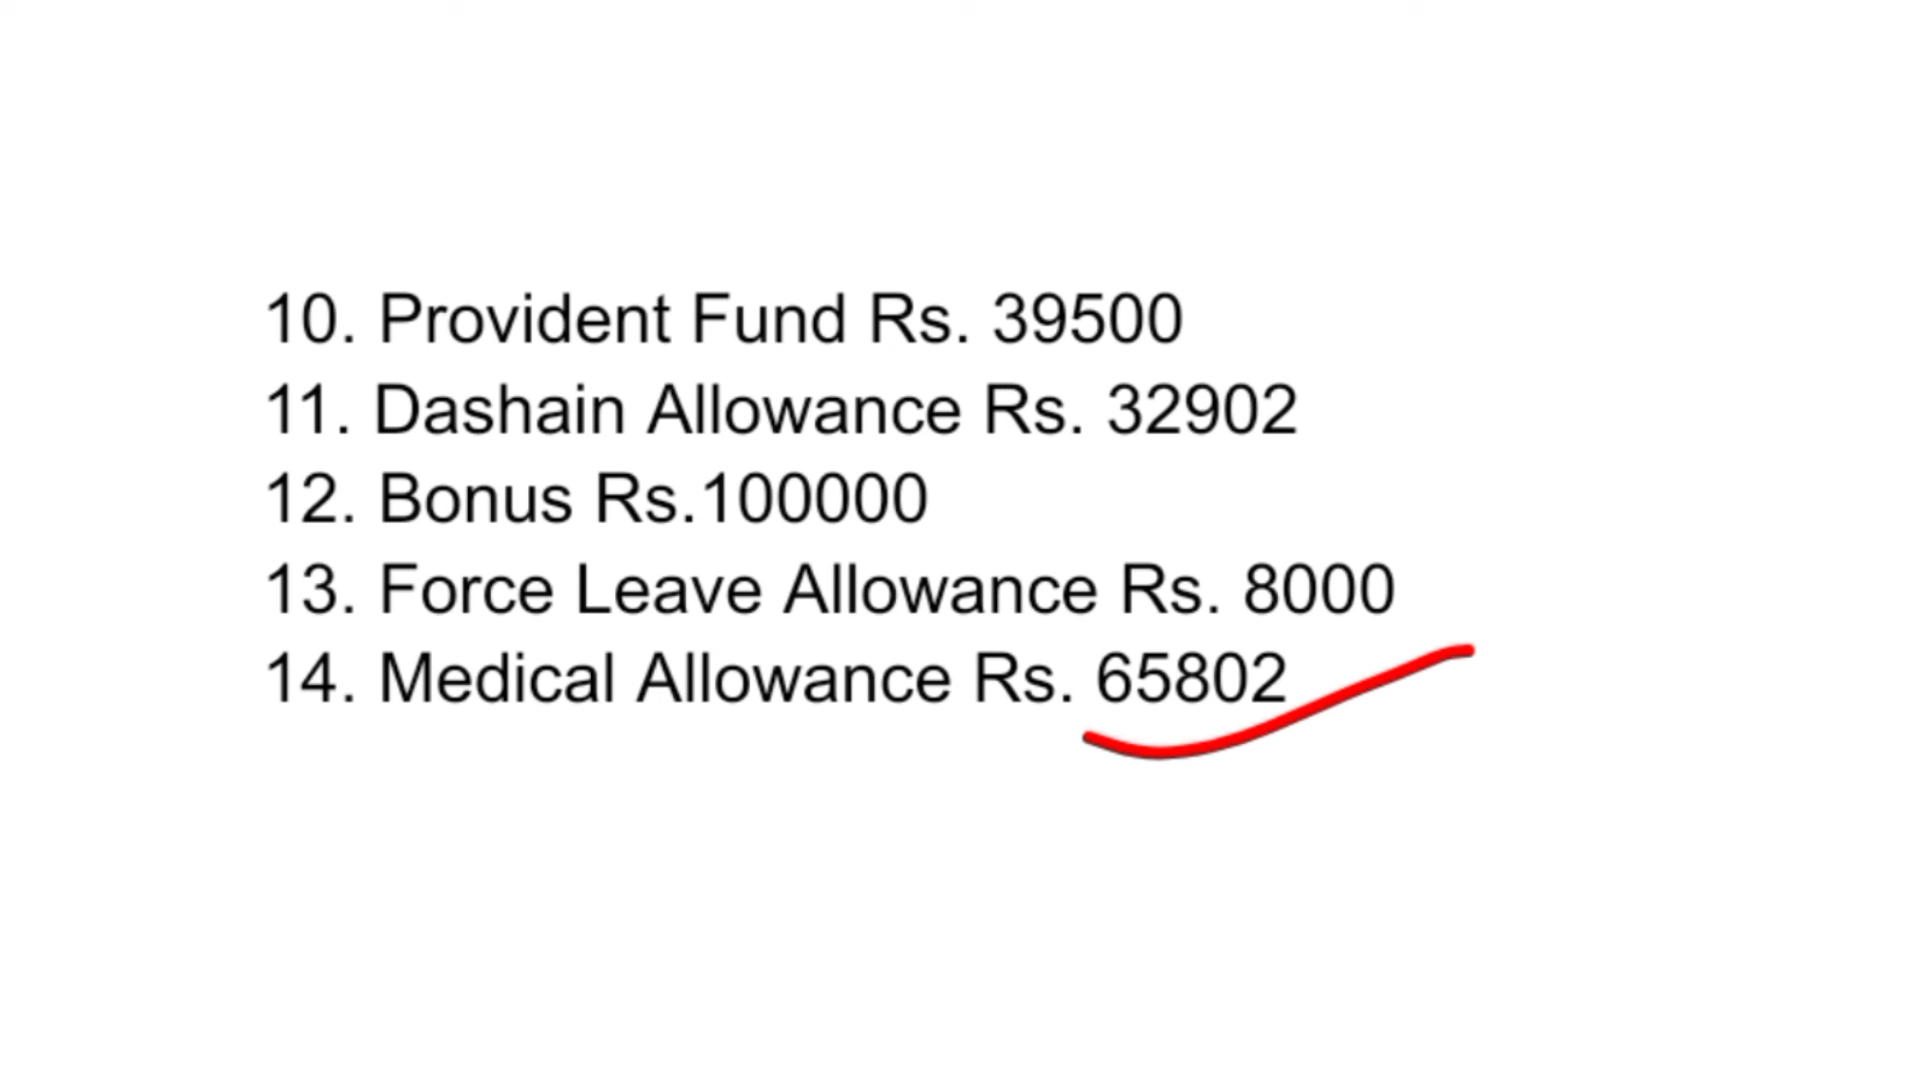 10. Provident Fund Rs. 39500
11. Dashain Allowance Rs. 32902
12. Bonus Rs.100000
13. Force Leave Allowance Rs. 8000
14. Medical Allowance Rs. 65802